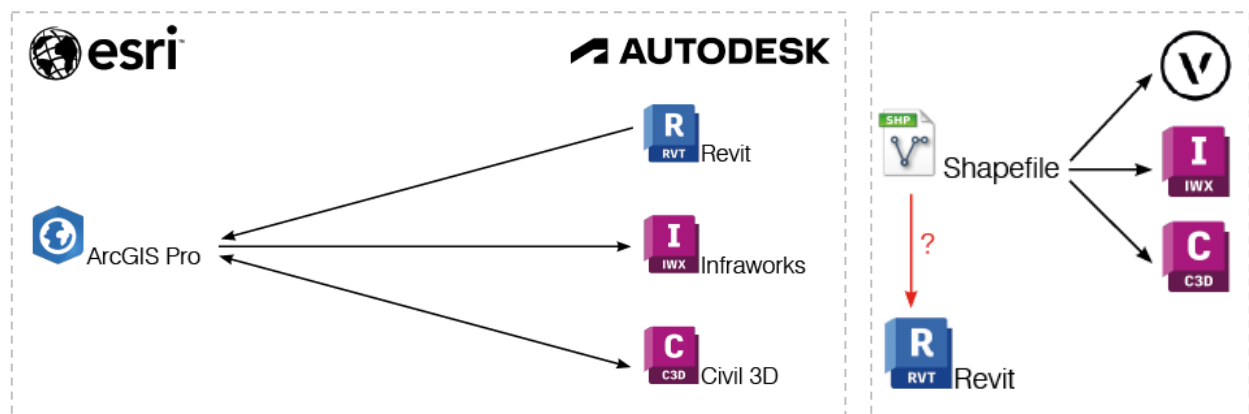 esri
AUTODESK
R
RVT
Revit
ArcGIS Pro
I
IWX
Infraworks
C
C3D
Civil 3D
V
SHP
Shapefile
I
IWX
?
C
C3D
R
RVT
Revit